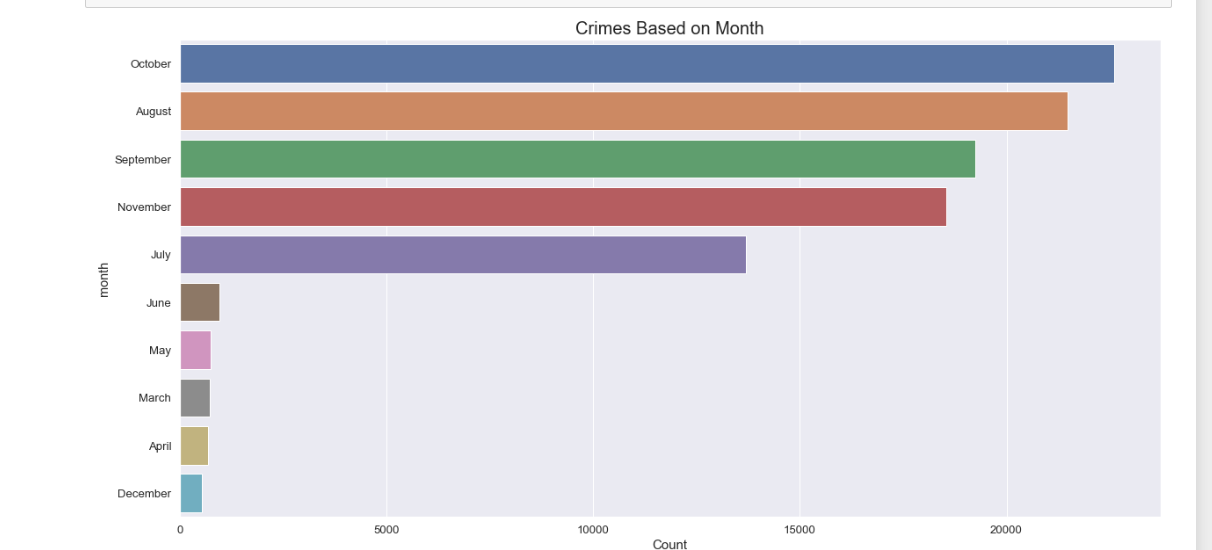 Crimes Based on Month
October
August
September
November
July
month
June
May
March
April
December
0 5000 10000 15000 20000
Count